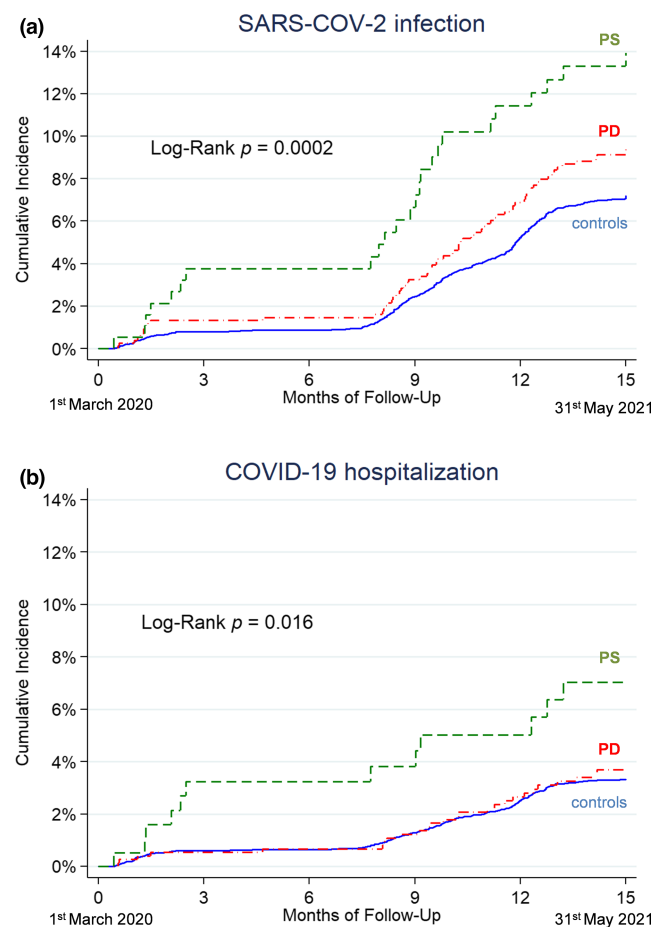 (a)
SARS-COV-2 infection
PS
14%
12%
10%
8%
6%
4%
2%
0%
Cumulative Incidence
Log-Rank p = 0.0002
PD
controls
0 3 6 9 12 15
Months of Follow-Up
1st March 2020
31st May 2021
(b)
COVID-19 hospitalization
14%
12%
10%
8%
6%
4%
2%
0%
Cumulative Incidence
Log-Rank p = 0.016
PS
PD
controls
0 3 6 9 12 15
Months of Follow-Up
1st March 2020
31st May 2021